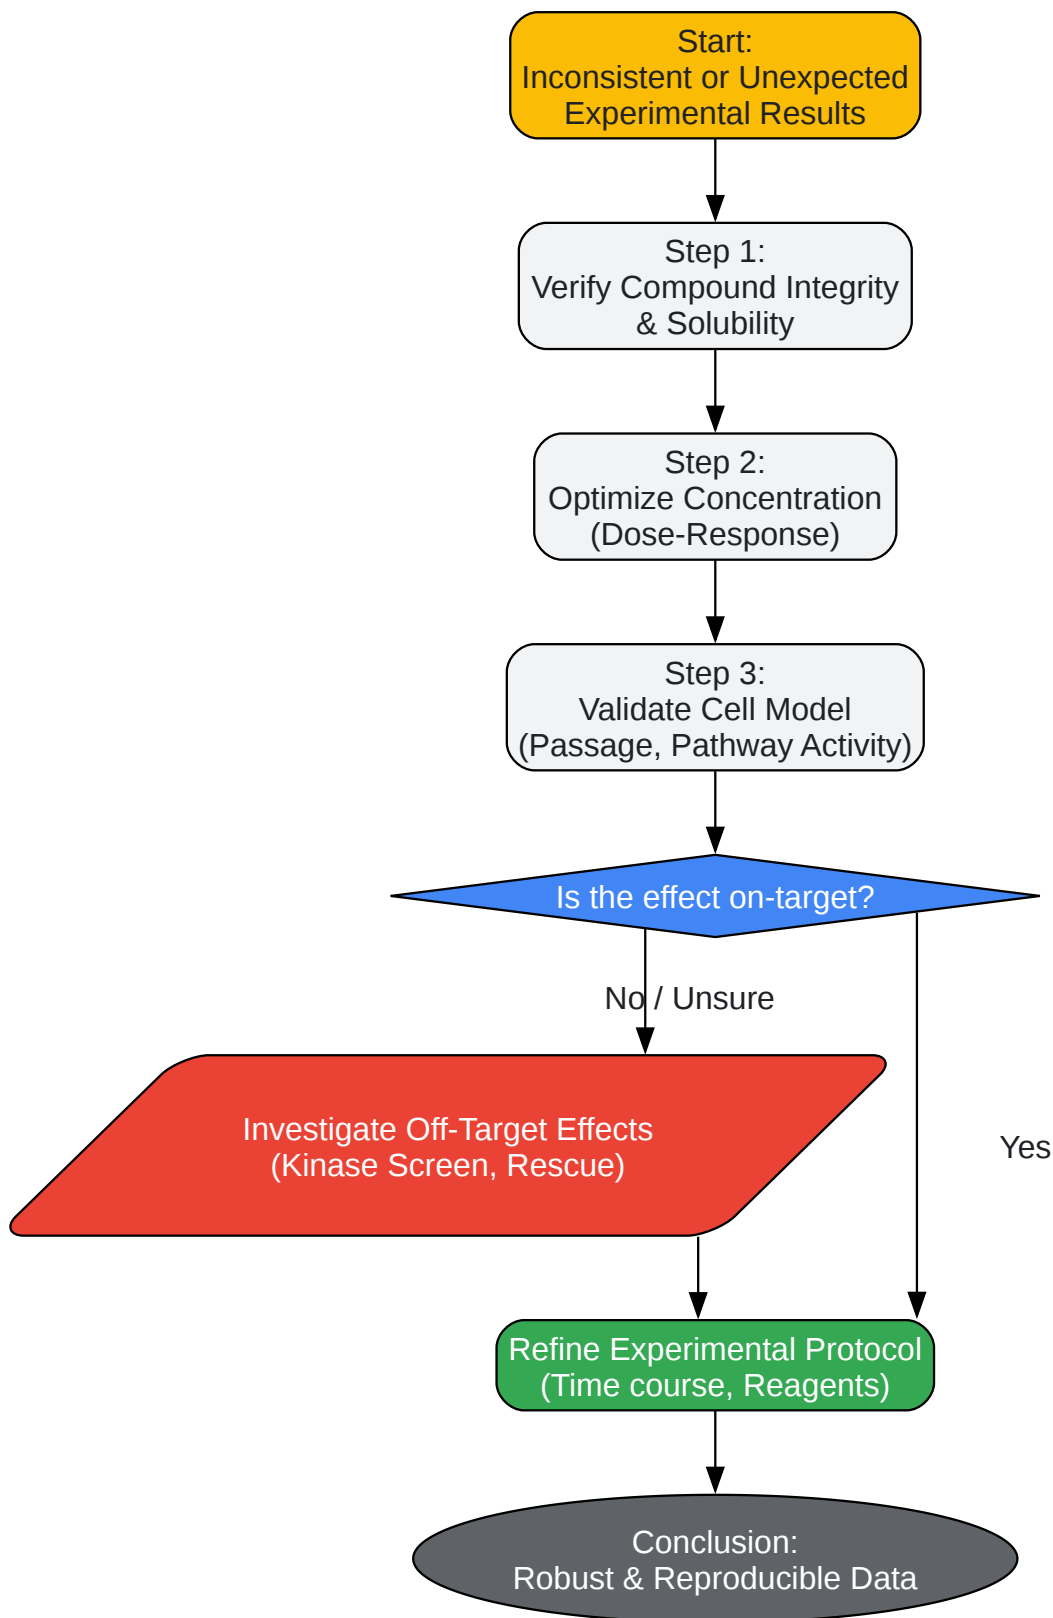 Start:
Inconsistent or Unexpected
Experimental Results
Step 1:
Verify Compound Integrity
& Solubility
Step 2:
Optimize Concentration
(Dose-Response)
Step 3:
Validate Cell Model
(Passage, Pathway Activity)
Is the effect on-target?
No / Unsure
Investigate Off-Target Effects
(Kinase Screen, Rescue)
Yes
Refine Experimental Protocol
(Time course, Reagents)
Conclusion:
Robust & Reproducible Data